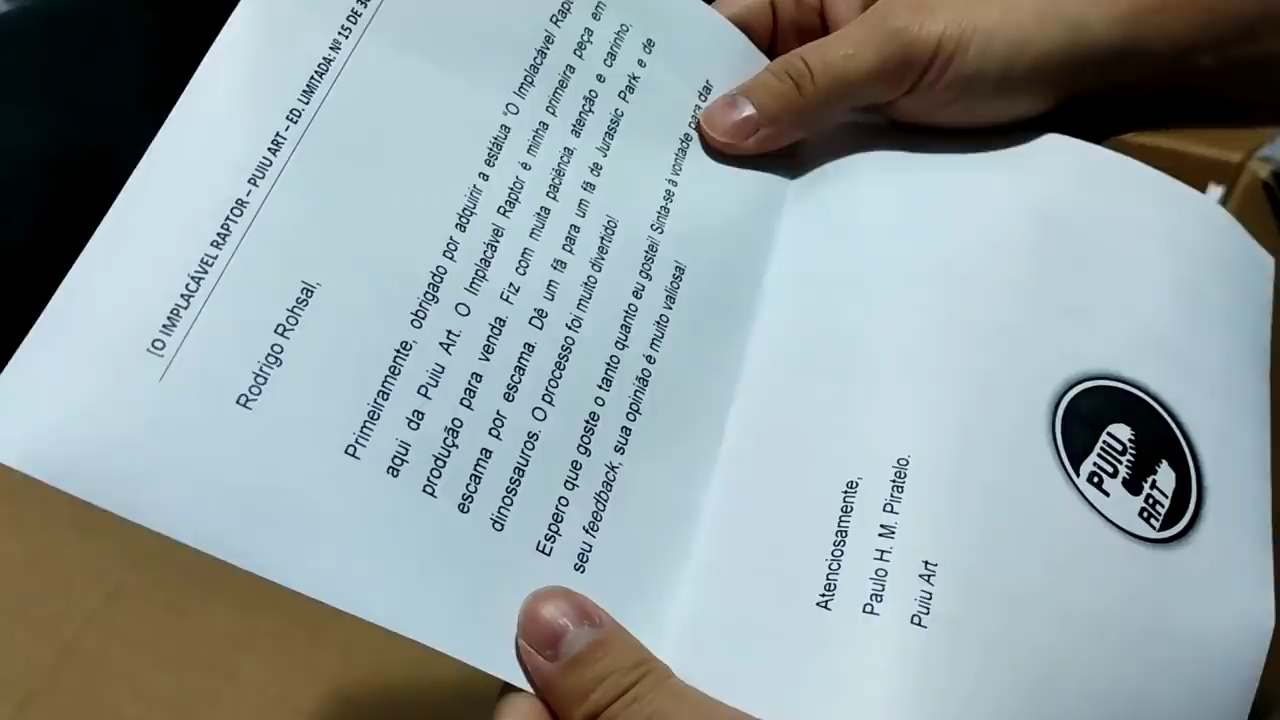 [O IMPLACÁVEL RAPTOR – PUIU ART – ED. LIMITADA: Nº 15 DE
Rodrigo Rohsal,
Primeiramente, obrigado por adquirir a estátua "O Implacável
aqui da Puiu Art. O Implacável Raptor é minha primeira peça em
produção para venda. Fiz com muita paciência, atenção e carinho,
escama por escama. Dê um fã para um fã de Jurassic Park e de
dinossauros. O processo foi muito divertido!
Espero que goste o tanto quanto eu gostei! Sinta-se à vontade para dar
seu feedback, sua opinião é muito valiosa!
Atenciosamente,
Paulo H. M. Piratelo.
Puiu Art
PUIU
ART